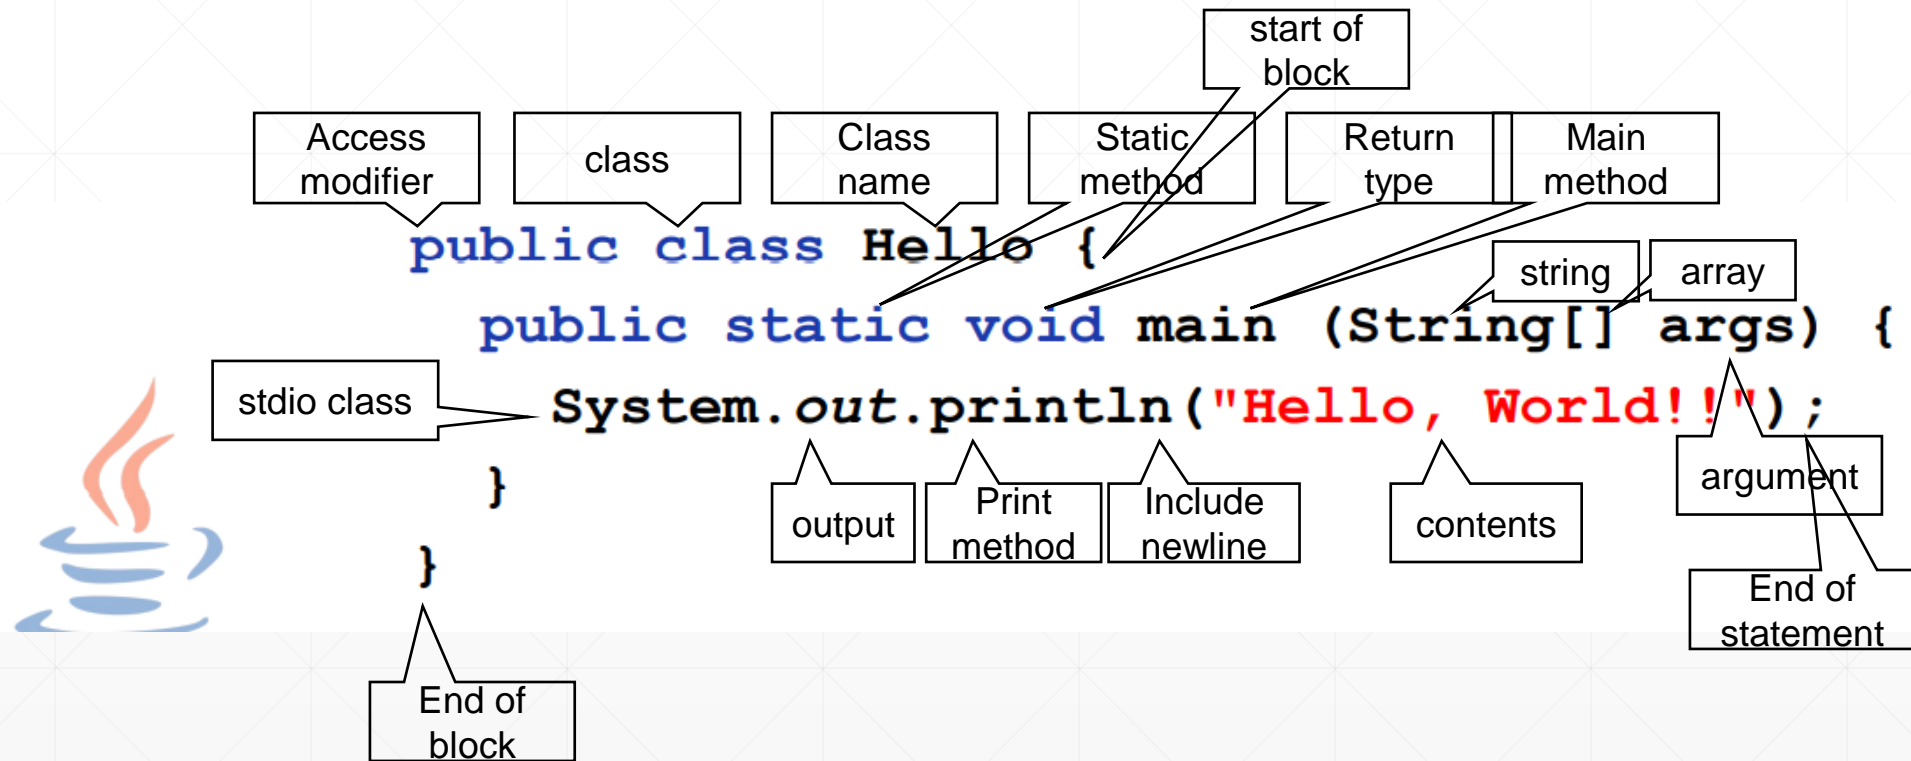 start of
block
Access
modifier
class
Class
name
Static
method
Return
type
Main
method
public class Hello {
string
array
public static void main (String[] args) {
stdio class
System.out.println("Hello, World!!");
argument
}
output
Print
method
Include
newline
contents
}
End of
statement
End of
block